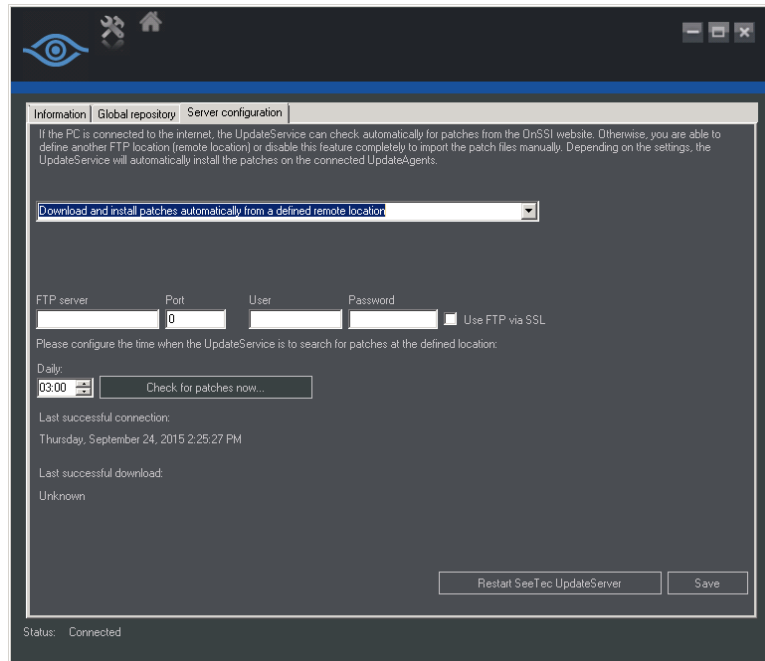 Information Global repository Server configuration
If the PC is connected to the internet, the UpdateService can check automatically for patches from the OnSSI website. Otherwise, you are able to
define another FTP location (remote location) or disable this feature completely to import the patch files manually. Depending on the settings, the
UpdateService will automatically install the patches on the connected UpdateAgents.
Download and install patches automatically from a defined remote location
FTP server Port User Password
0 Use FTP via SSL
Please configure the time when the UpdateService is to search for patches at the defined location:
Daily:
03:00 Check for patches now...
Last successful connection:
Thursday, September 24, 2015 2:25:27 PM
Last successful download:
Unknown
Restart SeeTec UpdateServer Save
Status: Connected